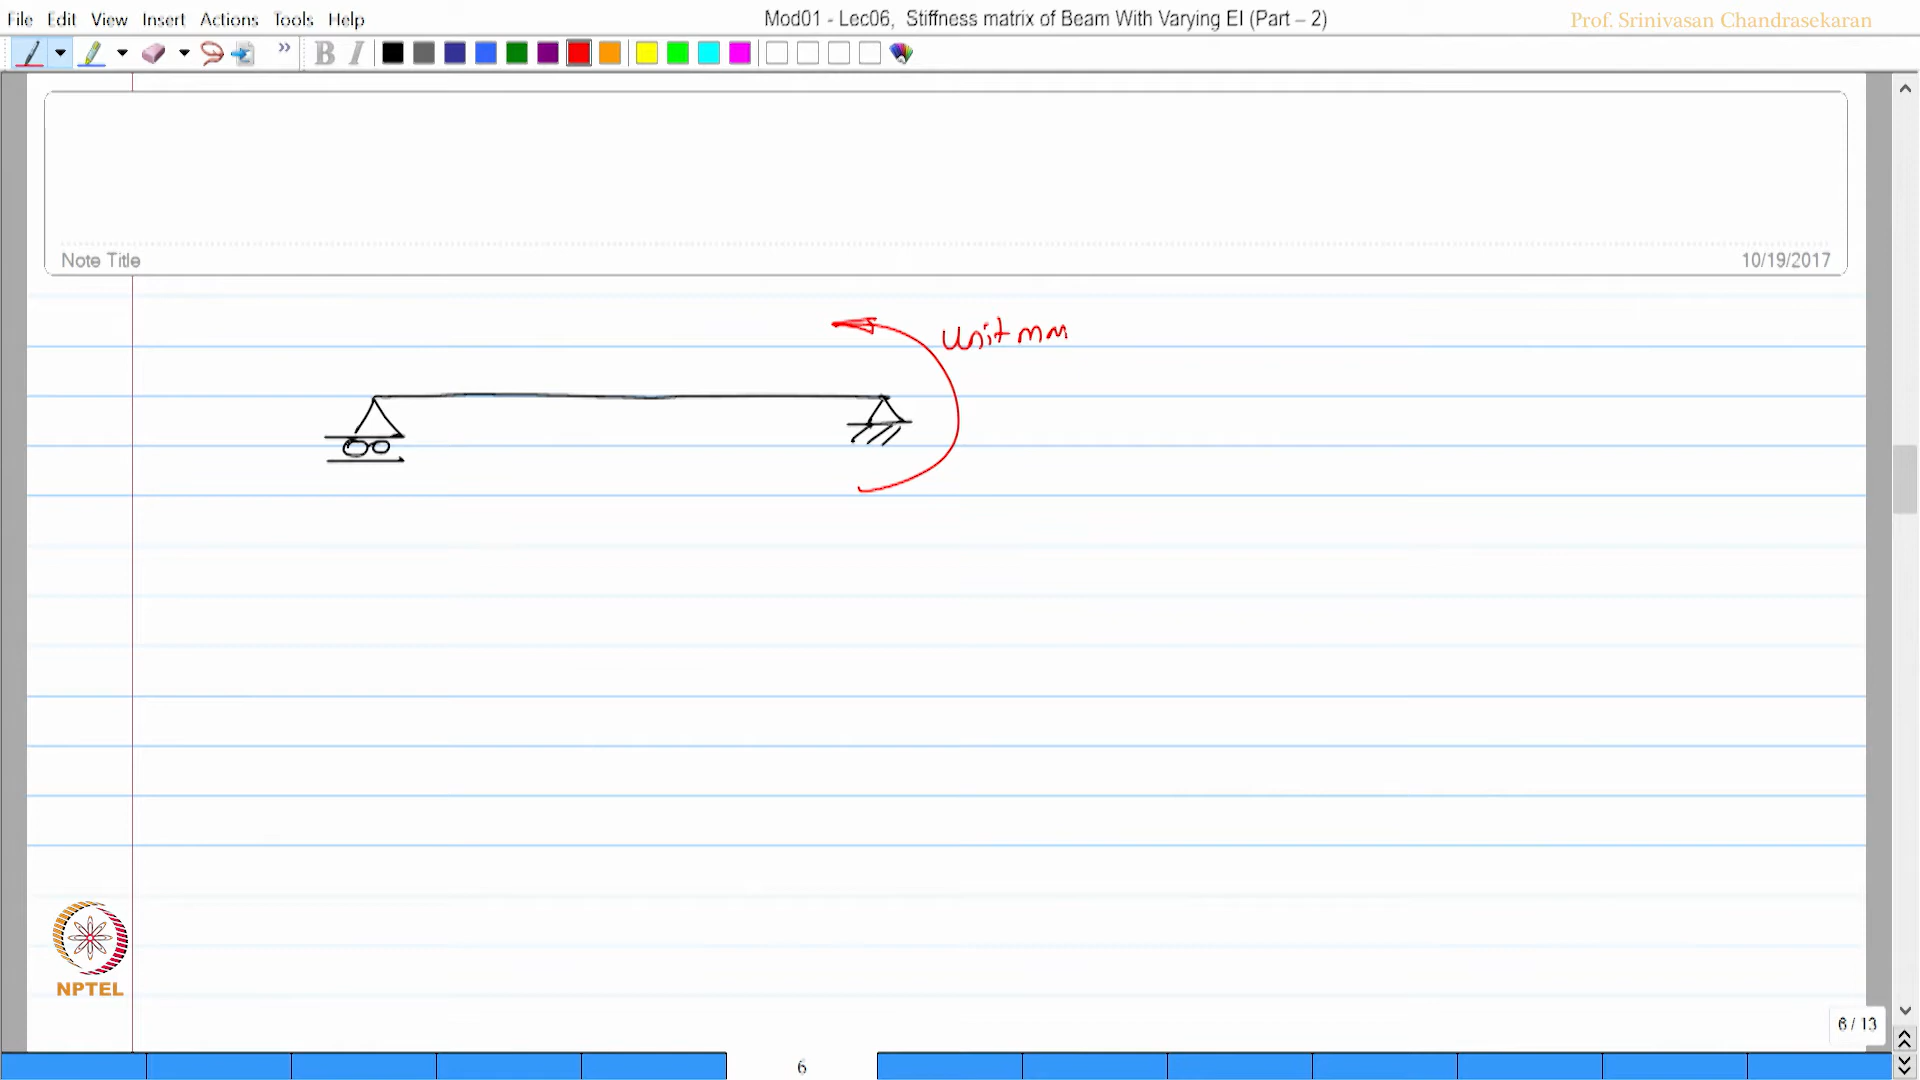 File Edit View Insert Actions Tools Help
Mod01 - Lec06, Stiffness matrix of Beam With Varying EI (Part – 2)
Prof. Srinivasan Chandrasekaran
B I
Note Title
10/19/2017
unit mm
NPTEL
6 / 13
6